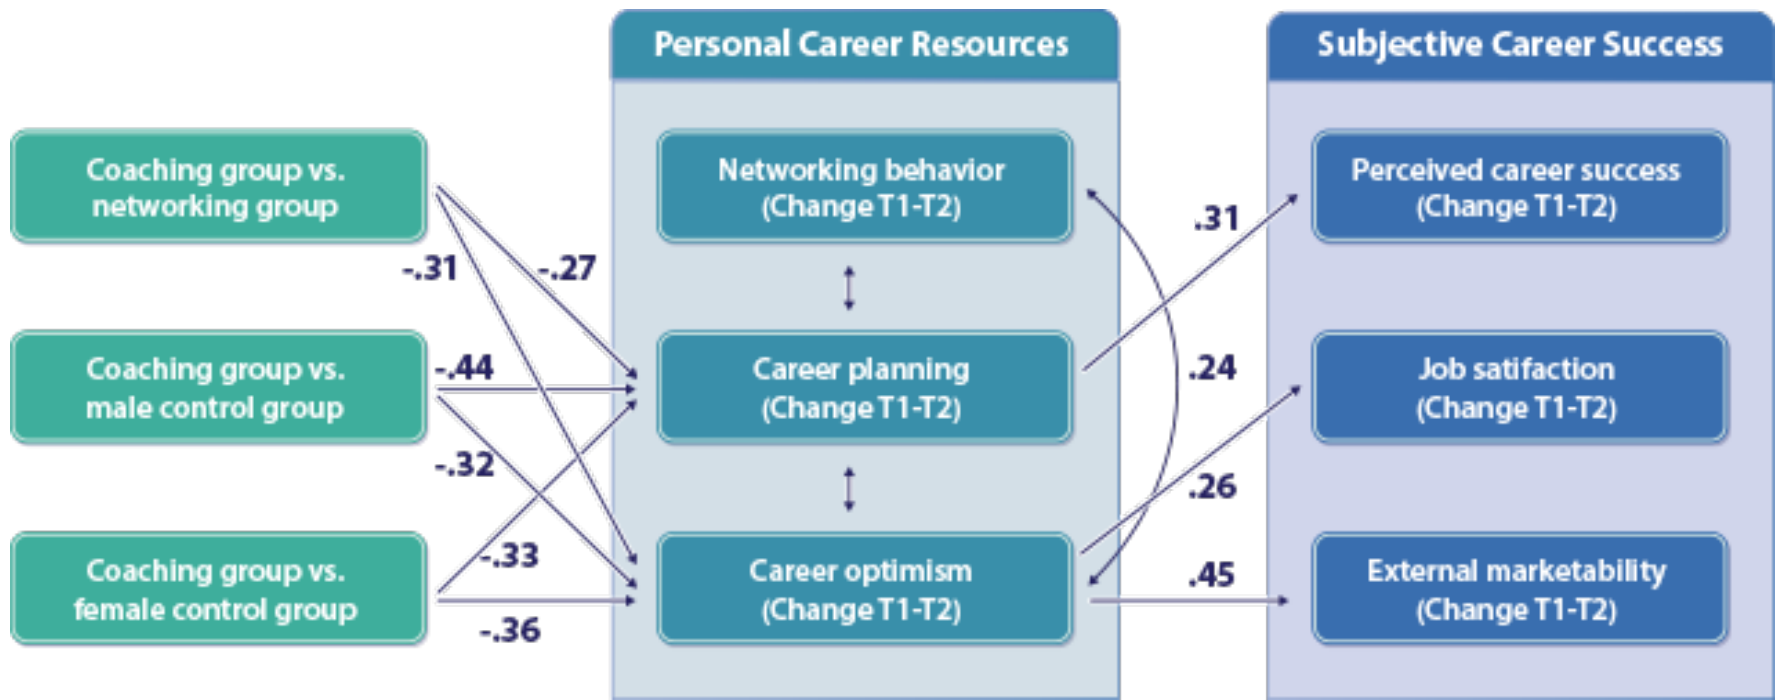 Personal Career Resources
Subjective Career Success
Coaching group vs.
networking group
Networking behavior
(Change T1-T2)
Perceived career success
(Change T1-T2)
.31
-.31
-.27
Coaching group vs.
male control group
-.44
Career planning
(Change T1-T2)
.24
Job satifaction
(Change T1-T2)
-.32
.26
Coaching group vs.
female control group
-.33
-.36
Career optimism
(Change T1-T2)
.45
External marketability
(Change T1-T2)